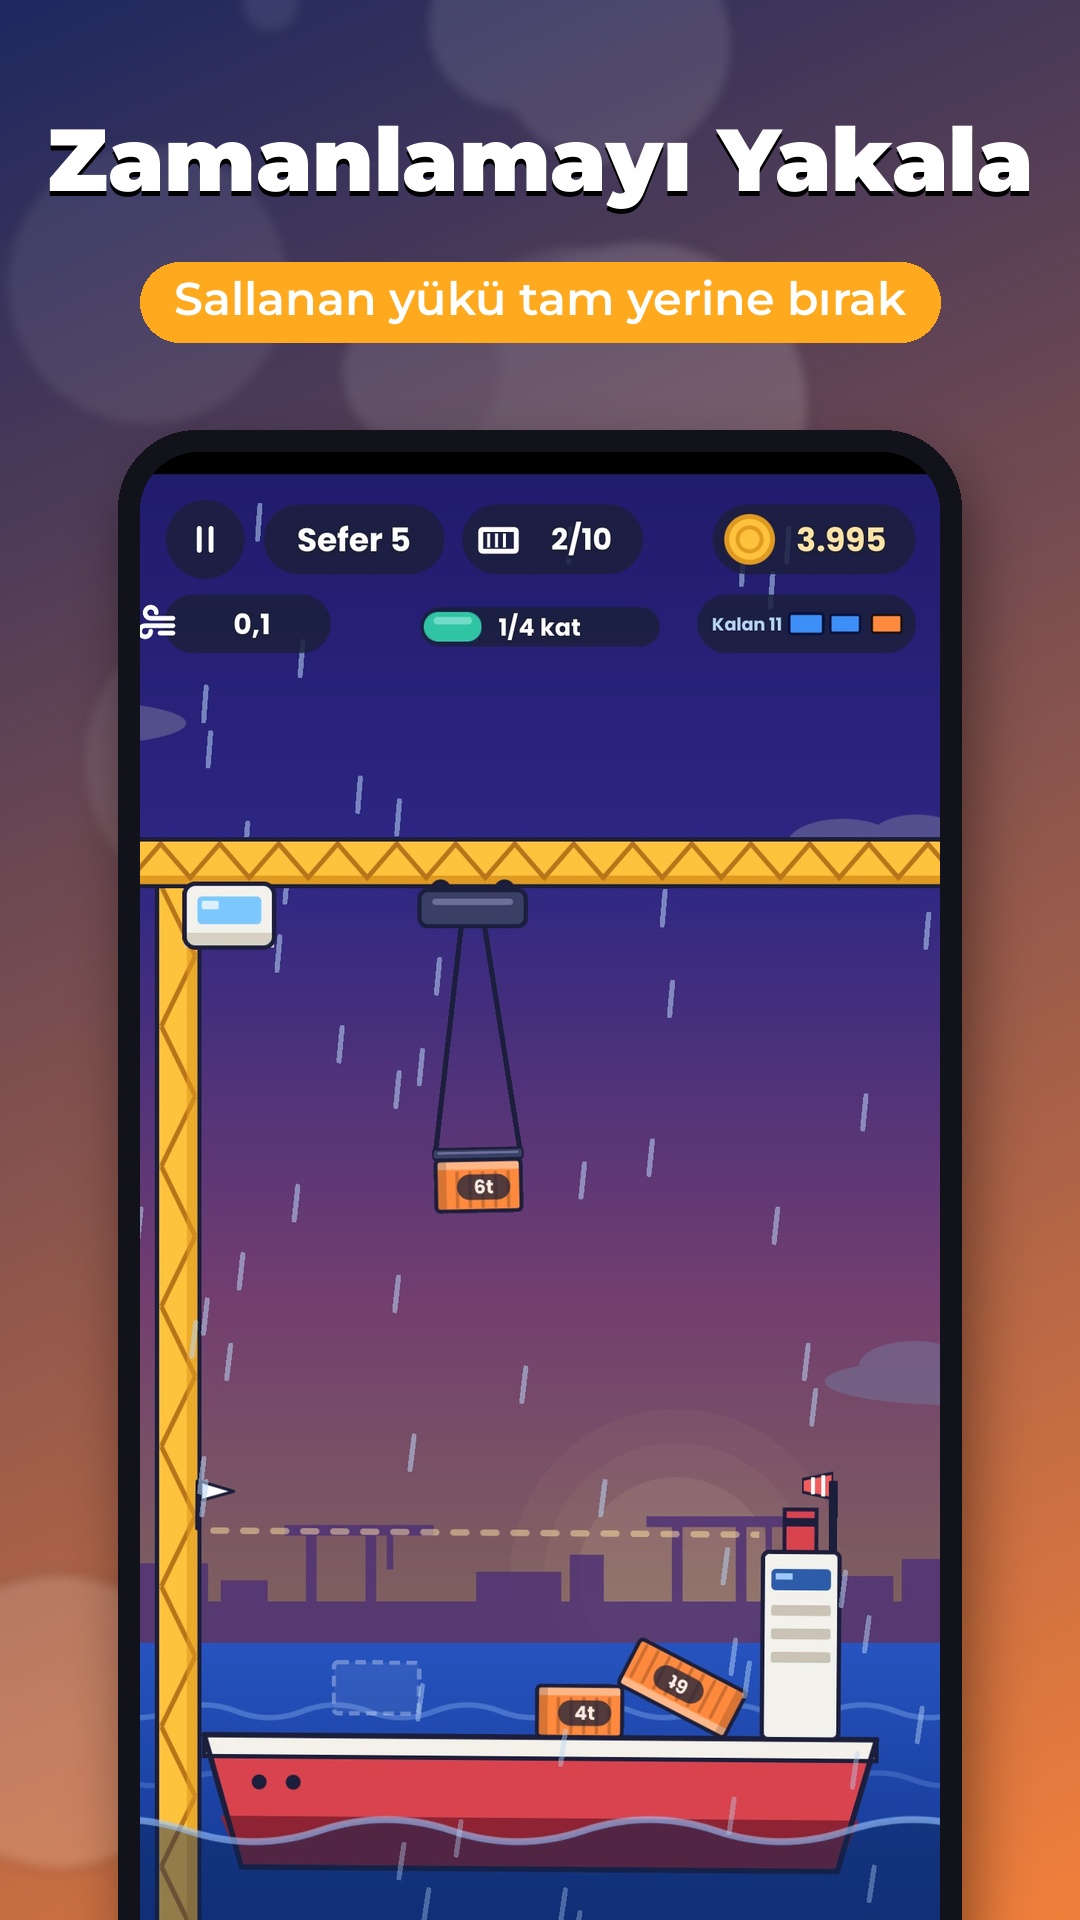 Zamanlamayı Yakala
Sallanan yükü tam yerine bırak
Sefer 5
2/10
3.995
0,1
1/4 kat
Kalan 11
6t
6t
4t